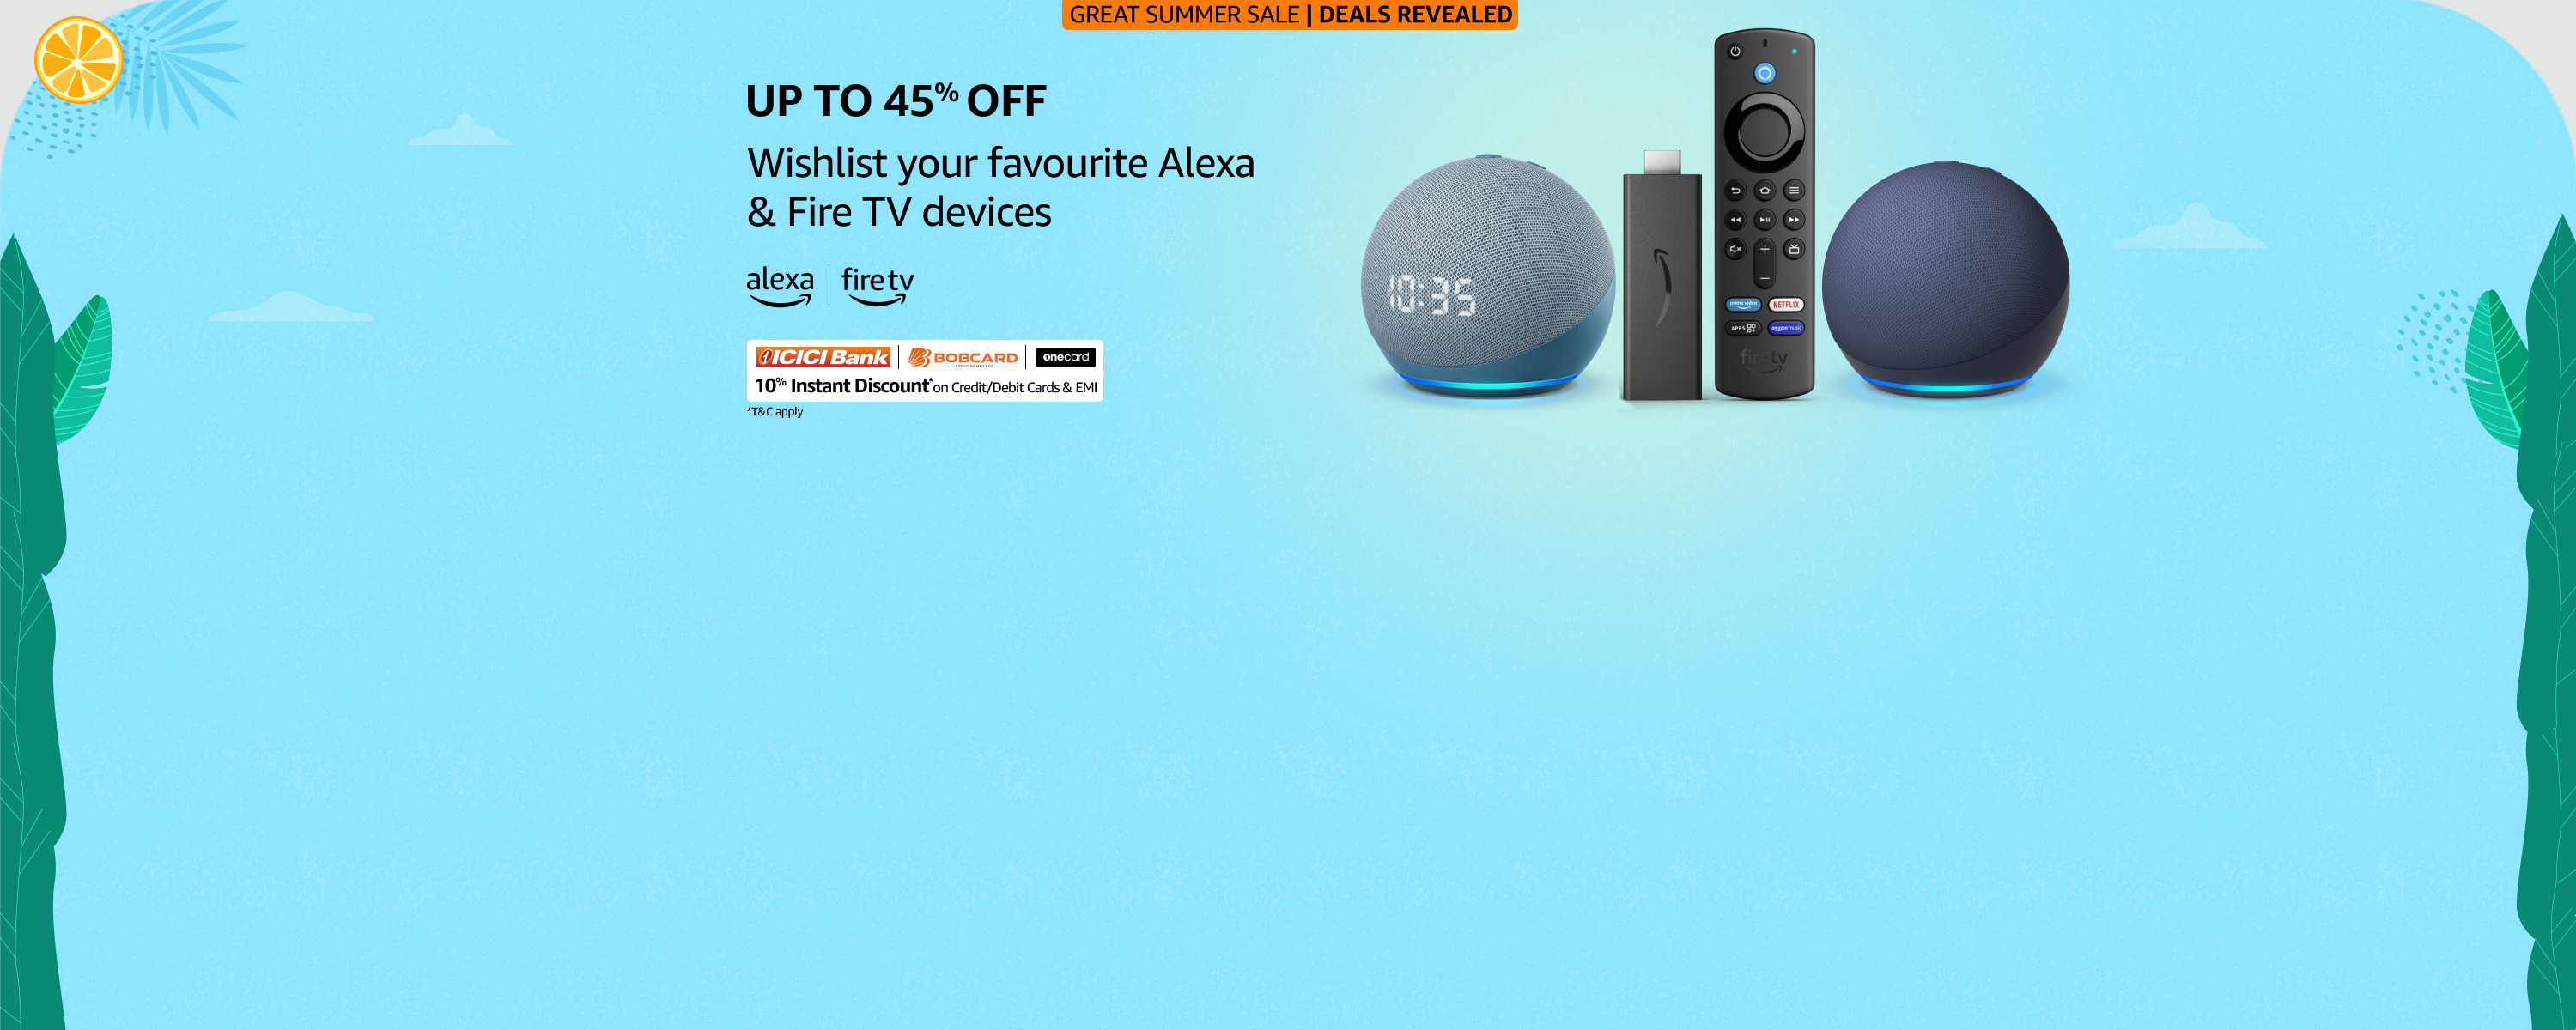 GREAT SUMMER SALE | DEALS REVEALED
UP TO 45% OFF
Wishlist your favourite Alexa
& Fire TV devices
alexa | fire tv
ICICI Bank | BOBCARD | onecard
10% Instant Discount* on Credit/Debit Cards & EMI
*T&C apply
10:35
prime video NETFLIX
APPS amazon music
fire tv